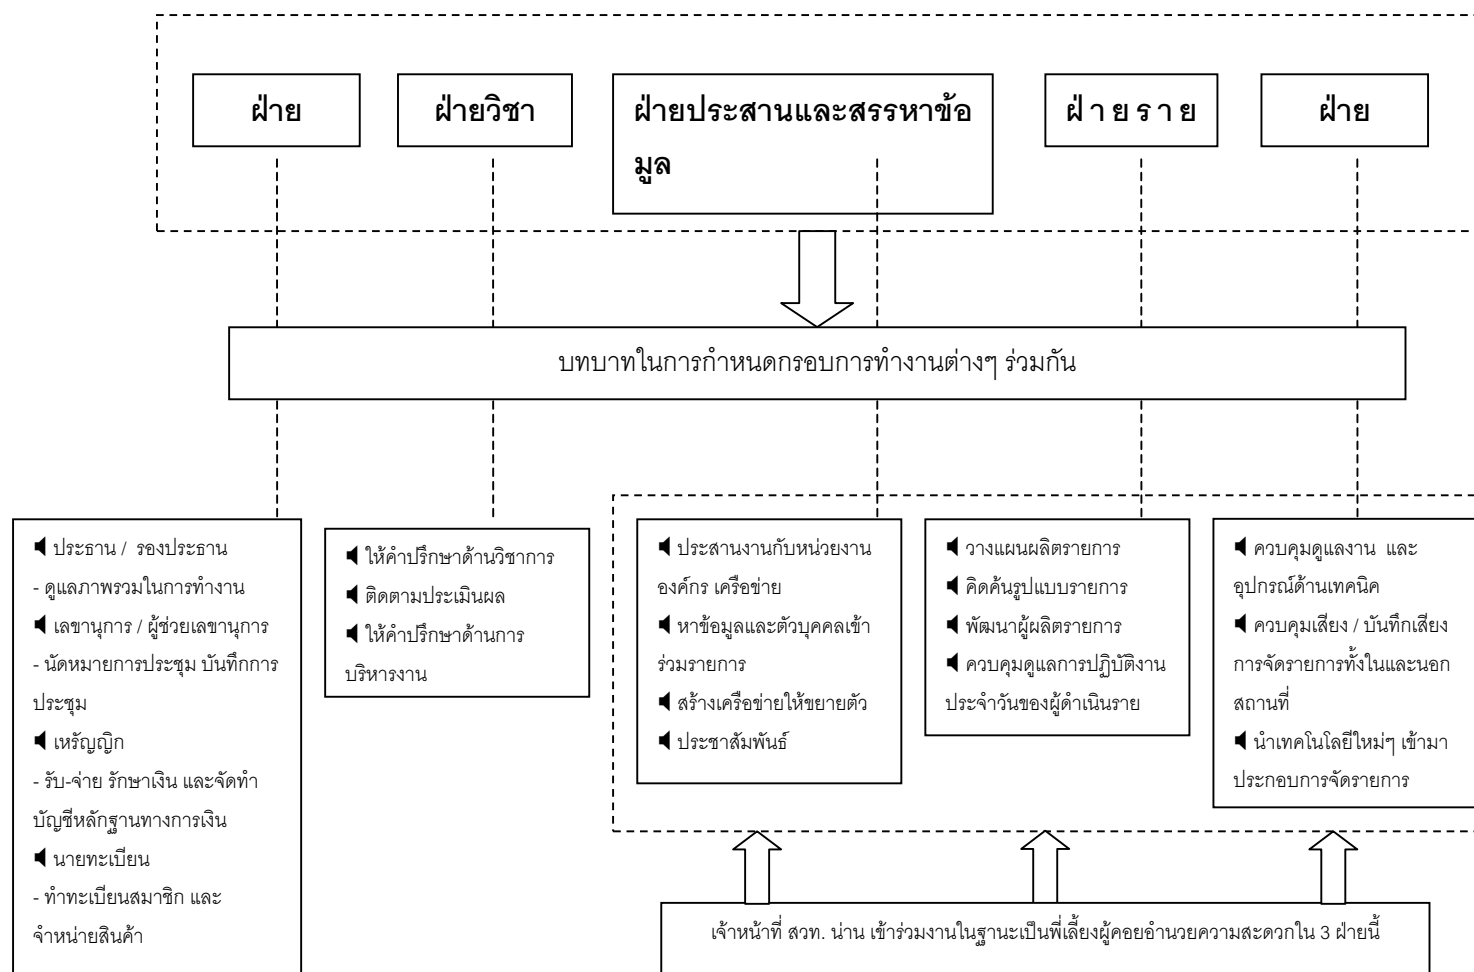 ฝ่าย
ฝ่ายวิชา
ฝ่ายประสานและสรรหาข้อ
มูล
ฝ่ายราย
ฝ่าย
บทบาทในการกำหนดกรอบการทำงานต่างๆ ร่วมกัน
ประธาน / รองประธาน
- ดูแลภาพรวมในการทำงาน
เลขานุการ / ผู้ช่วยเลขานุการ
- นัดหมายการประชุม บันทึกการ
ประชุม
เหรัญญิก
- รับ-จ่าย รักษาเงิน และจัดทำ
บัญชีหลักฐานทางการเงิน
นายทะเบียน
- ทำทะเบียนสมาชิก และ
จำหน่ายสินค้า
ให้คำปรึกษาด้านวิชาการ
ติดตามประเมินผล
ให้คำปรึกษาด้านการ
บริหารงาน
ประสานงานกับหน่วยงาน
องค์กร เครือข่าย
หาข้อมูลและตัวบุคคลเข้า
ร่วมรายการ
สร้างเครือข่ายให้ขยายตัว
ประชาสัมพันธ์
วางแผนผลิตรายการ
คิดค้นรูปแบบรายการ
พัฒนาผู้ผลิตรายการ
ควบคุมดูแลการปฏิบัติงาน
ประจำวันของผู้ดำเนินราย
ควบคุมดูแลงาน และ
อุปกรณ์ด้านเทคนิค
ควบคุมเสียง / บันทึกเสียง
การจัดรายการทั้งในและนอก
สถานที่
นำเทคโนโลยีใหม่ๆ เข้ามา
ประกอบการจัดรายการ
เจ้าหน้าที่ สวท. น่าน เข้าร่วมงานในฐานะเป็นพี่เลี้ยงผู้คอยอำนวยความสะดวกใน 3 ฝ่ายนี้